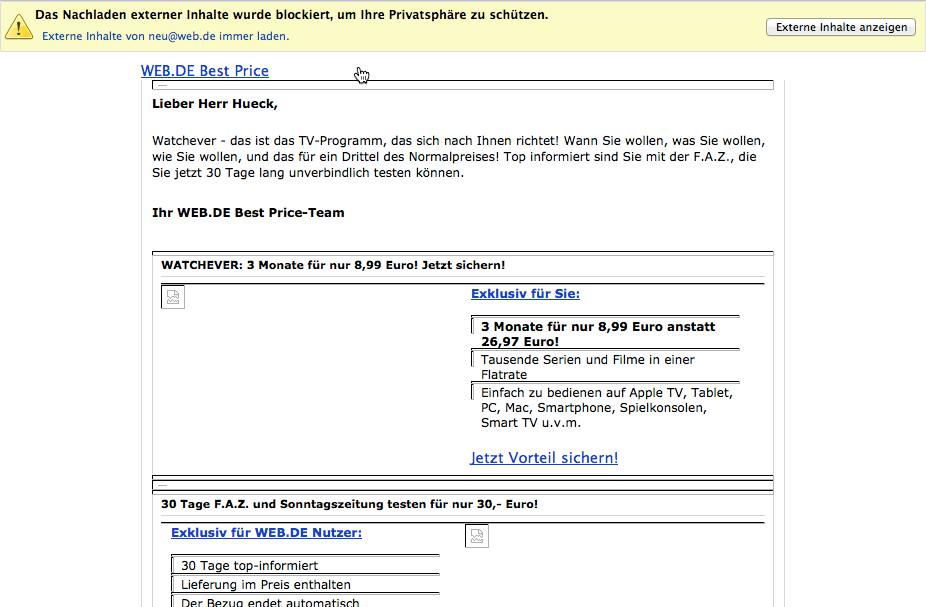 Das Nachladen externer Inhalte wurde blockiert, um Ihre Privatsphäre zu schützen.
Externe Inhalte von neu@web.de immer laden.
Externe Inhalte anzeigen
WEB.DE Best Price
Lieber Herr Hueck,
Watchever - das ist das TV-Programm, das sich nach Ihnen richtet! Wann Sie wollen, was Sie wollen,
wie Sie wollen, und das für ein Drittel des Normalpreises! Top informiert sind Sie mit der F.A.Z., die
Sie jetzt 30 Tage lang unverbindlich testen können.
Ihr WEB.DE Best Price-Team
WATCHEVER: 3 Monate für nur 8,99 Euro! Jetzt sichern!
Exklusiv für Sie:
3 Monate für nur 8,99 Euro anstatt
26,97 Euro!
Tausende Serien und Filme in einer
Flatrate
Einfach zu bedienen auf Apple TV, Tablet,
PC, Mac, Smartphone, Spielkonsolen,
Smart TV u.v.m.
Jetzt Vorteil sichern!
30 Tage F.A.Z. und Sonntagszeitung testen für nur 30,- Euro!
Exklusiv für WEB.DE Nutzer:
30 Tage top-informiert
Lieferung im Preis enthalten
Der Bezug endet automatisch